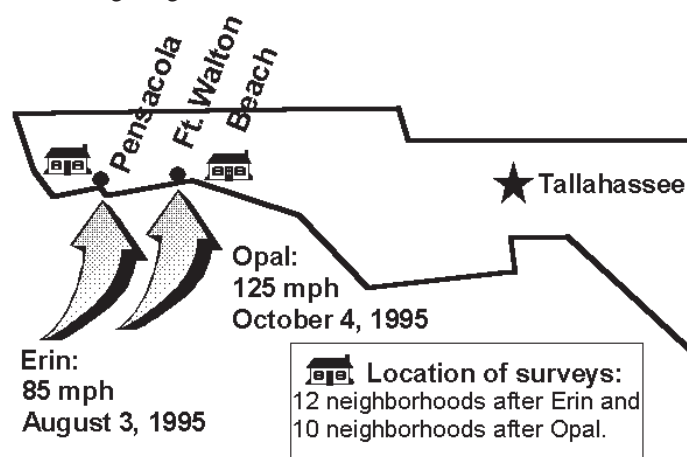 Pensacola
Ft. Walton
Beach
Tallahassee
Opal:
125 mph
October 4, 1995
Erin:
85 mph
August 3, 1995
Location of surveys:
12 neighborhoods after Erin and
10 neighborhoods after Opal.